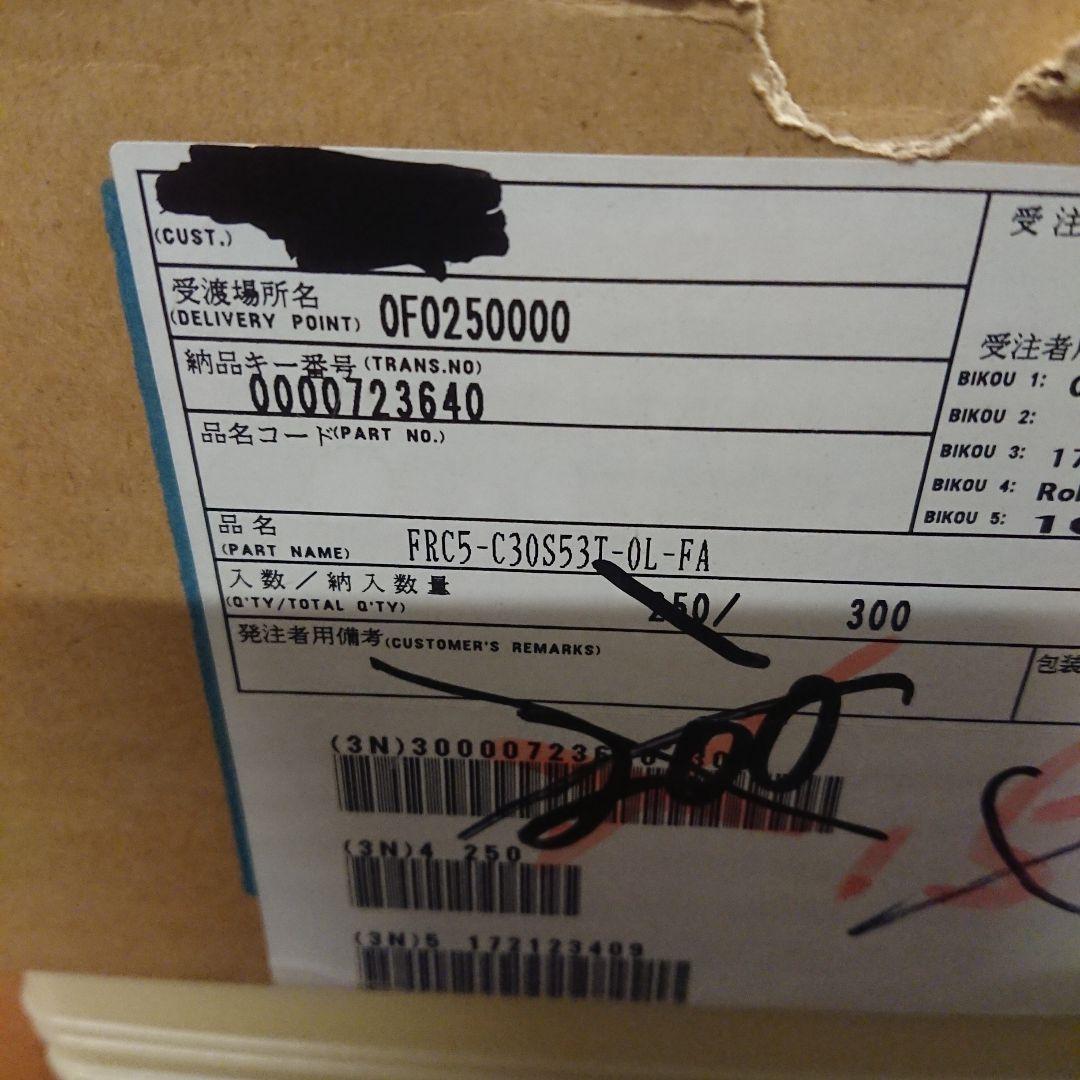 (CUST.)
受渡場所名
(DELIVERY POINT) 0F0250000
納品キー番号(TRANS.NO)
0000723640
品名コード(PART NO.)
品名
(PART NAME) FRC5-C30S53T-0L-FA
入数／納入数量
(Q'TY/TOTAL Q'TY) 250/ 300
発注者用備考(CUSTOMER'S REMARKS)
受注
受注者
BIKOU 1:
BIKOU 2:
BIKOU 3: 17
BIKOU 4:
BIKOU 5:
包装
(3N)4 250
(3N)5 172123409